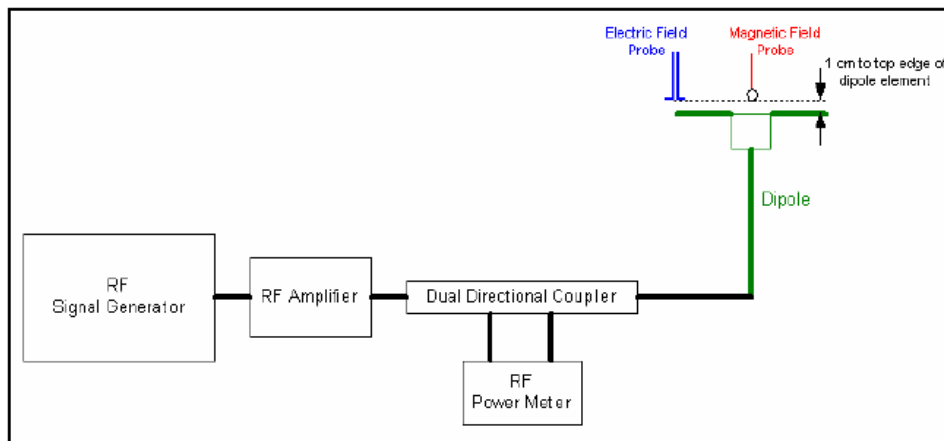 Electric Field
Probe
Magnetic Field
Probe
1 cm to top edge of
dipole element
Dipole
RF
Signal Generator
RF Amplifier
Dual Directional Coupler
RF
Power Meter